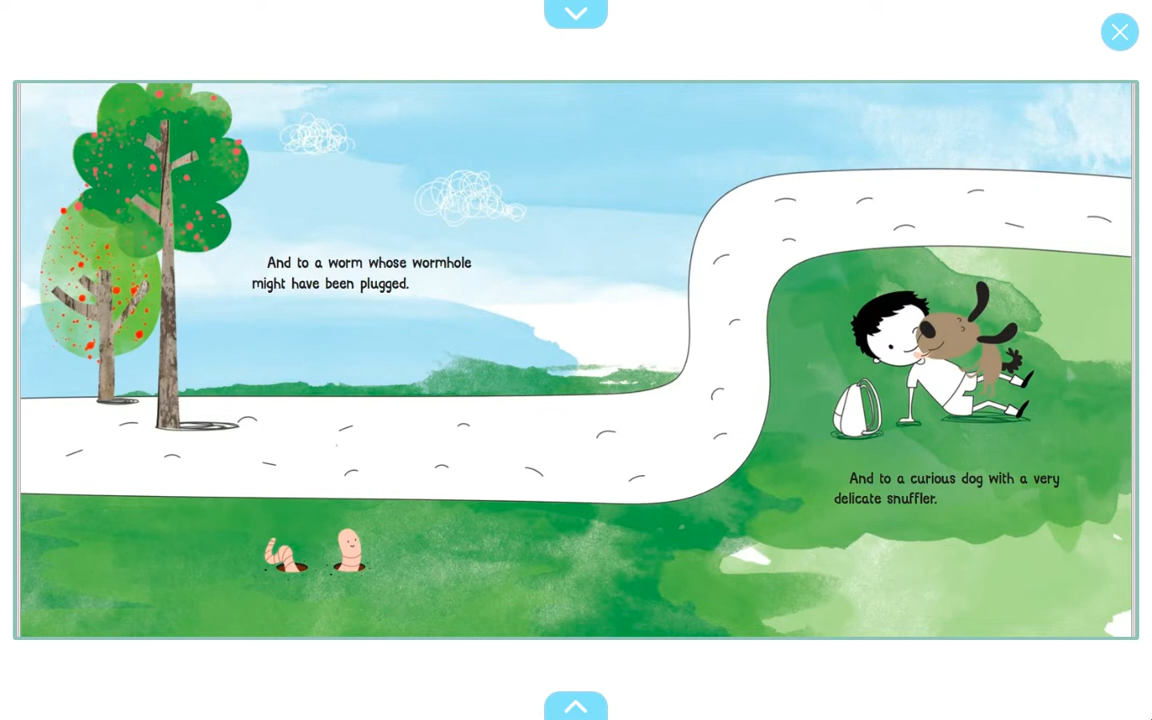 And to a worm whose wormhole
might have been plugged.
And to a curious dog with a very
delicate snuffler.